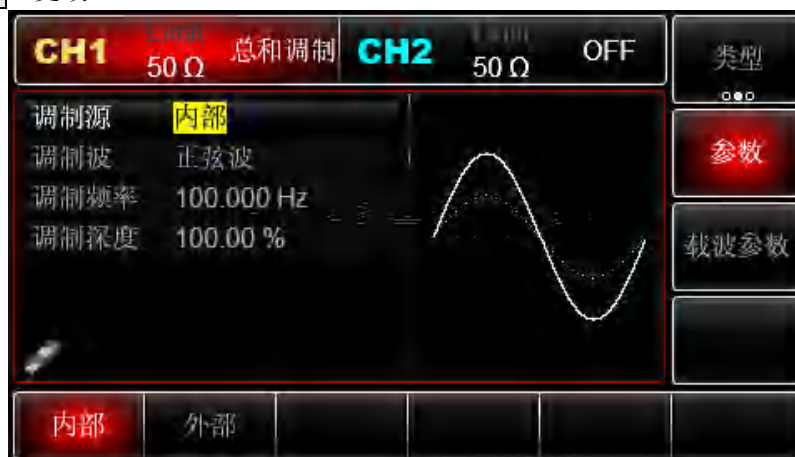 CH1 Limit 50 Ω 总和调制 CH2 Limit 50 Ω OFF
类型
调制源 内部
调制波 正弦波
调制频率 100.000 Hz
调制深度 100.00 %
参数
载波参数
内部 外部